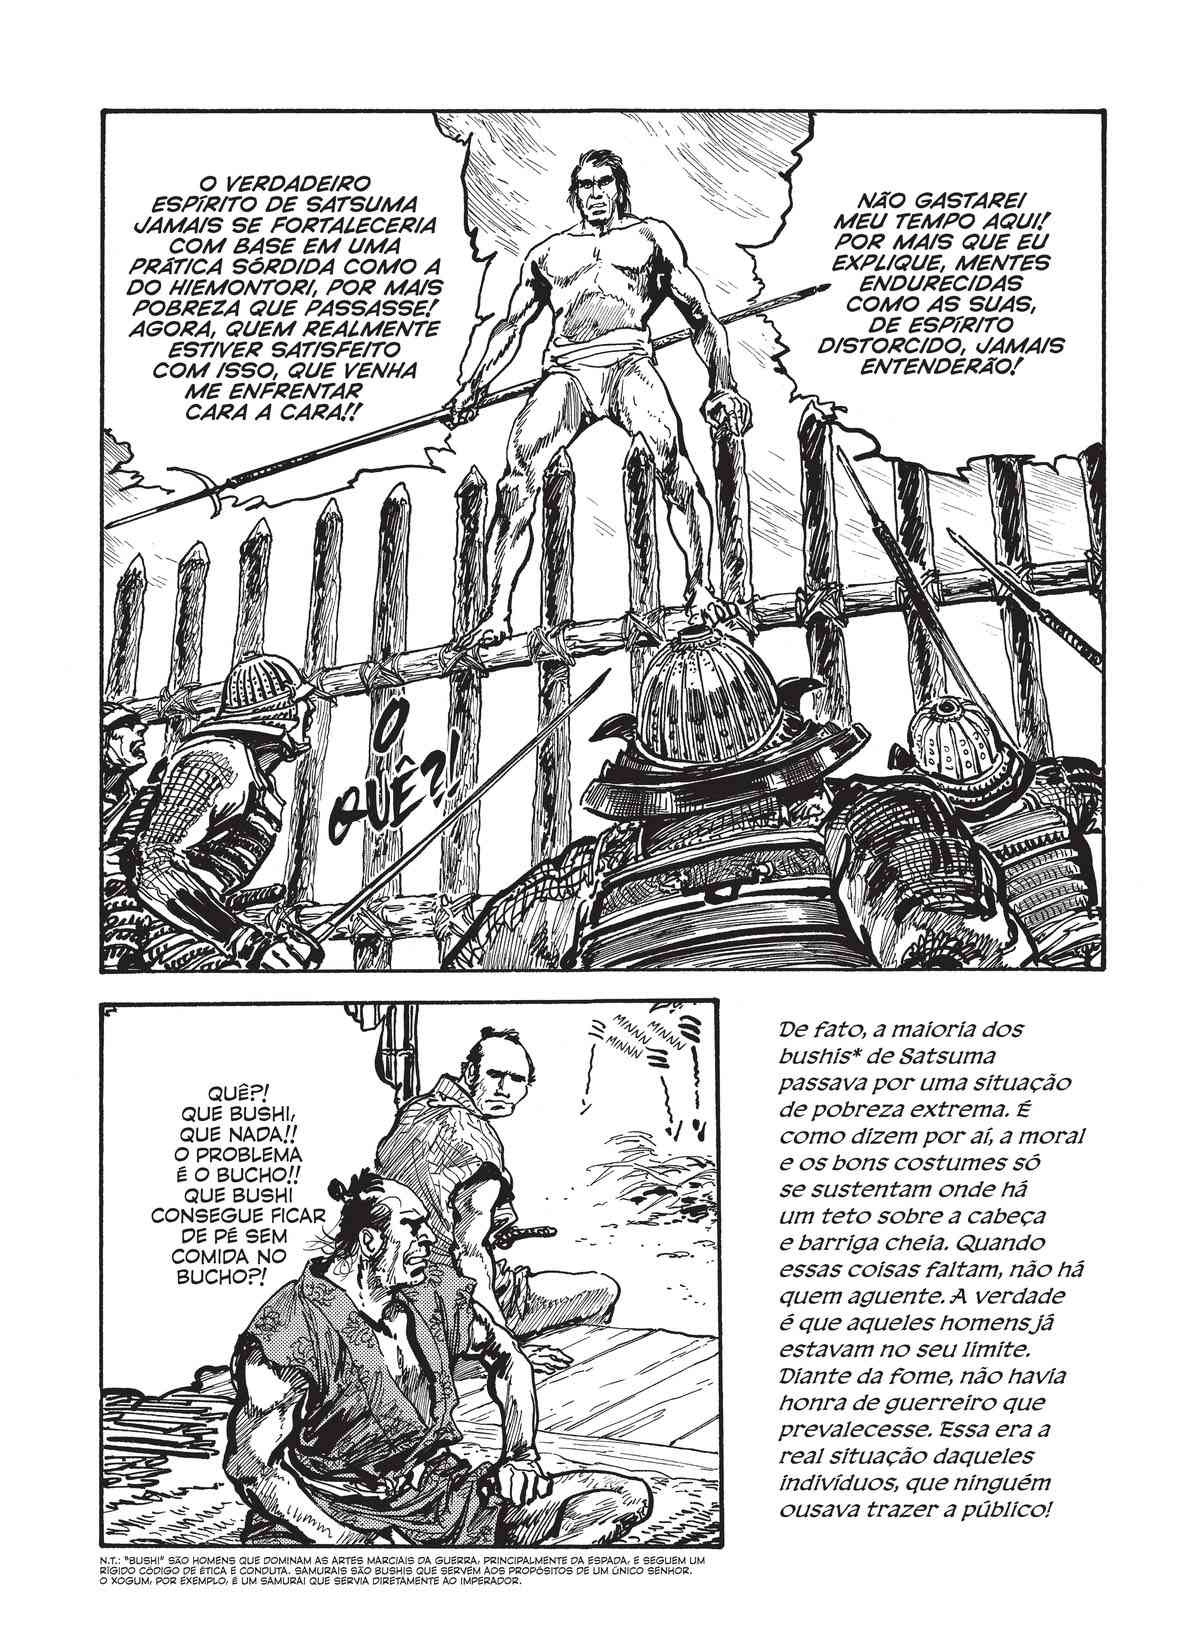 O VERDADEIRO
ESPÍRITO DE SATSUMA
JAMAIS SE FORTALECERIA
COM BASE EM UMA
PRÁTICA SÓRDIDA COMO A
DO HIEMONTORI, POR MAIS
POBREZA QUE PASSASSE!
AGORA, QUEM REALMENTE
ESTIVER SATISFEITO
COM ISSO, QUE VENHA
ME ENFRENTAR
CARA A CARA!!
NÃO GASTAREI
MEU TEMPO AQUI!
POR MAIS QUE EU
EXPLIQUE, MENTES
ENDURECIDAS
COMO AS SUAS,
DE ESPÍRITO
DISTORCIDO, JAMAIS
ENTENDERÃO!
O
QUÊ?!
QUÊ?!
QUE BUSHI,
QUE NADA!!
O PROBLEMA
É O BUCHO!!
QUE BUSHI
CONSEGUE FICAR
DE PÉ SEM
COMIDA NO
BUCHO?!
MINNN
MINNN
MINNN
De fato, a maioria dos
bushis* de Satsuma
passava por uma situação
de pobreza extrema. É
como dizem por aí, a moral
e os bons costumes só
se sustentam onde há
um teto sobre a cabeça
e barriga cheia. Quando
essas coisas faltam, não há
quem aguente. A verdade
é que aqueles homens já
estavam no seu limite.
Diante da fome, não havia
honra de guerreiro que
prevalecesse. Essa era a
real situação daqueles
indivíduos, que ninguém
ousava trazer a público!
N.T.: "BUSHI" SÃO HOMENS QUE DOMINAM AS ARTES MARCIAIS DA GUERRA, PRINCIPALMENTE DA ESPADA, E SEGUEM UM
RÍGIDO CÓDIGO DE ÉTICA E CONDUTA. SAMURAIS SÃO BUSHIS QUE SERVEM AOS PROPÓSITOS DE UM ÚNICO SENHOR.
O XOGUM, POR EXEMPLO, É UM SAMURAI QUE SERVIA DIRETAMENTE AO IMPERADOR.